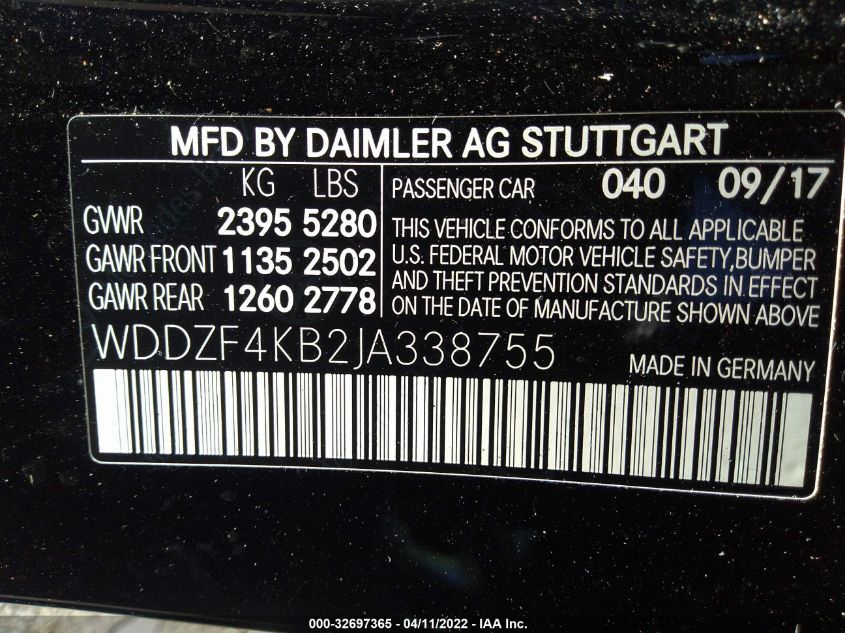 MFD BY DAIMLER AG STUTTGART
KG LBS
GVWR 2395 5280
GAWR FRONT 1135 2502
GAWR REAR 1260 2778
PASSENGER CAR 040 09/17
THIS VEHICLE CONFORMS TO ALL APPLICABLE
U.S. FEDERAL MOTOR VEHICLE SAFETY, BUMPER
AND THEFT PREVENTION STANDARDS IN EFFECT
ON THE DATE OF MANUFACTURE SHOWN ABOVE
WDDZF4KB2JA338755
MADE IN GERMANY
000-32697365 - 04/11/2022 - IAA Inc.